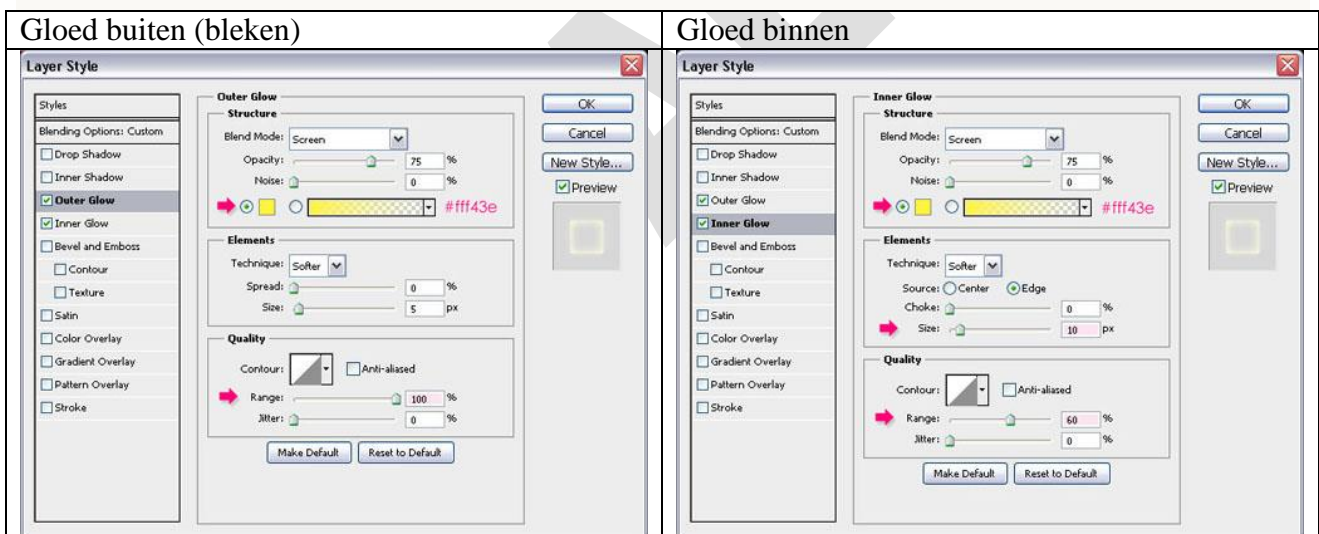 Gloed buiten (bleken)
Layer Style
Styles
Blending Options: Custom
Drop Shadow
Inner Shadow
Outer Glow
Inner Glow
Bevel and Emboss
Contour
Texture
Satin
Color Overlay
Gradient Overlay
Pattern Overlay
Stroke
Outer Glow
Structure
Blend Mode: Screen
Opacity: 75 %
Noise: 0 %
#fff43e
Elements
Technique: Softer
Spread: 0 %
Size: 5 px
Quality
Contour: Anti-aliased
Range: 100 %
Jitter: 0 %
Make Default Reset to Default
OK
Cancel
New Style...
Preview
Gloed binnen
Layer Style
Styles
Blending Options: Custom
Drop Shadow
Inner Shadow
Outer Glow
Inner Glow
Bevel and Emboss
Contour
Texture
Satin
Color Overlay
Gradient Overlay
Pattern Overlay
Stroke
Inner Glow
Structure
Blend Mode: Screen
Opacity: 75 %
Noise: 0 %
#fff43e
Elements
Technique: Softer
Source: Center Edge
Choke: 0 %
Size: 10 px
Quality
Contour: Anti-aliased
Range: 60 %
Jitter: 0 %
Make Default Reset to Default
OK
Cancel
New Style...
Preview